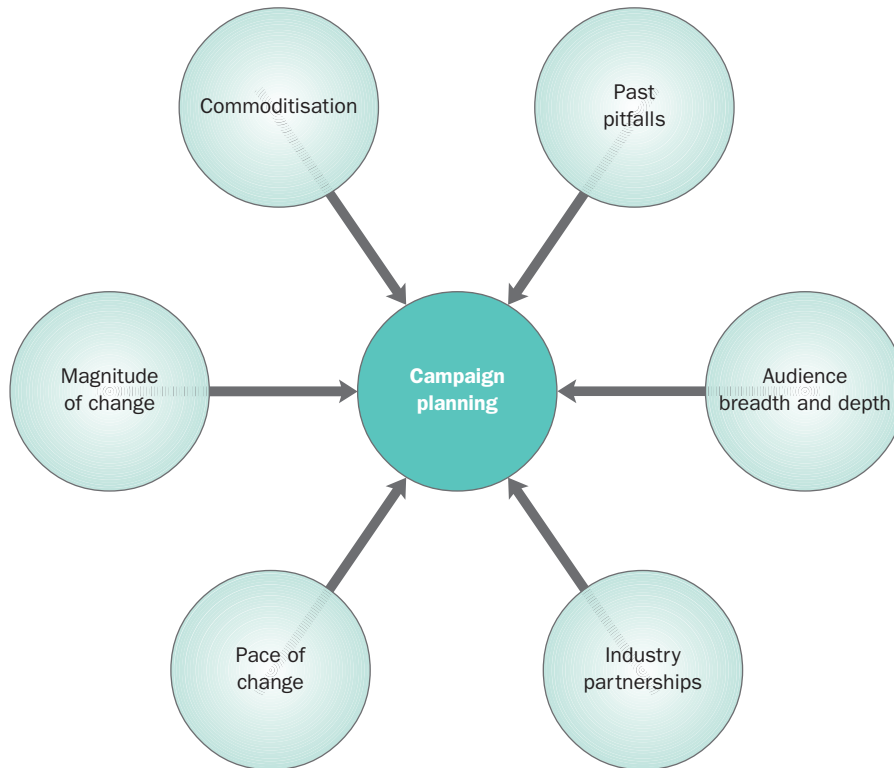 Commoditisation
Past
pitfalls
Magnitude
of change
Campaign
planning
Audience
breadth and depth
Pace of
change
Industry
partnerships